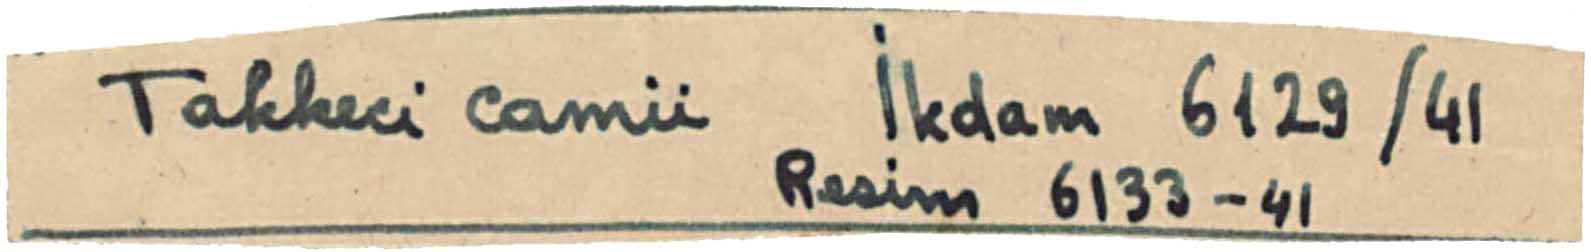 Takkeci camii İkdam 6129/41
Resim 6133-41